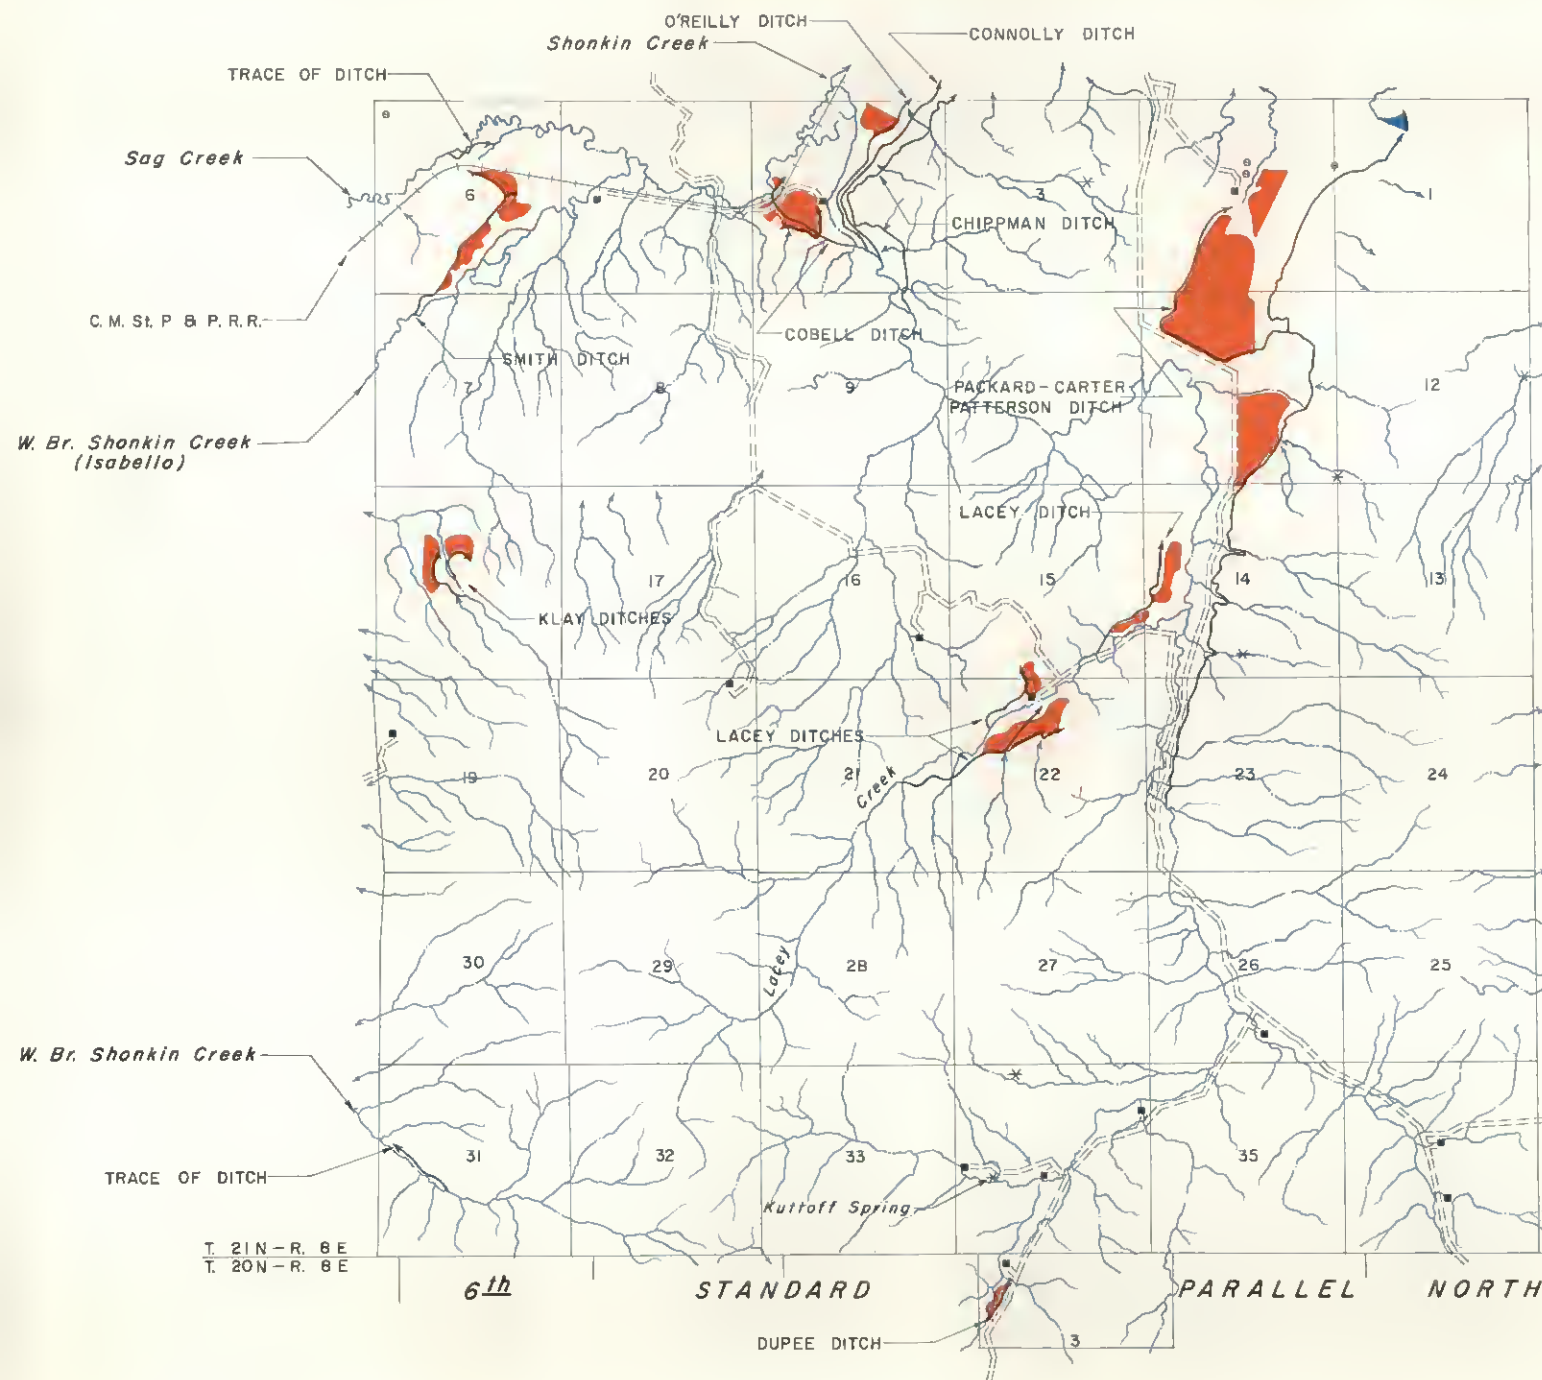 O'REILLY DITCH
CONNOLLY DITCH
Shonkin Creek
TRACE OF DITCH
Sag Creek
6
3
1
CHIPPMAN DITCH
C. M. St. P & P. R.R.
COBELL DITCH
SMITH DITCH
7
8
9
PACKARD-CARTER
PATTERSON DITCH
12
W. Br. Shonkin Creek
(Isabello)
LACEY DITCH
17
16
15
14
13
KLAY DITCHES
LACEY DITCHES
19
20
21
22
23
24
Creek
30
29
Lacey
28
27
26
25
W. Br. Shonkin Creek
31
32
33
35
TRACE OF DITCH
Kuttoff Spring
T. 21N-R. 8E
T. 20N-R. 8E
6th STANDARD PARALLEL NORTH
DUPEE DITCH
3